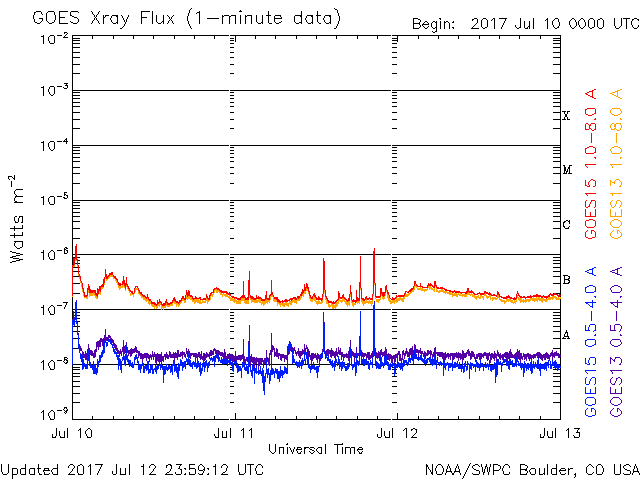 GOES Xray Flux (1-minute data)
Begin: 2017 Jul 10 0000 UTC
10-2
10-3
10-4
10-5
10-6
10-7
10-8
10-9
Watts m-2
X
M
C
B
A
GOES15 1.0-8.0 A
GOES13 1.0-8.0 A
GOES15 0.5-4.0 A
GOES13 0.5-4.0 A
Jul 10
Jul 11
Jul 12
Jul 13
Universal Time
Updated 2017 Jul 12 23:59:12 UTC
NOAA/SWPC Boulder, CO USA